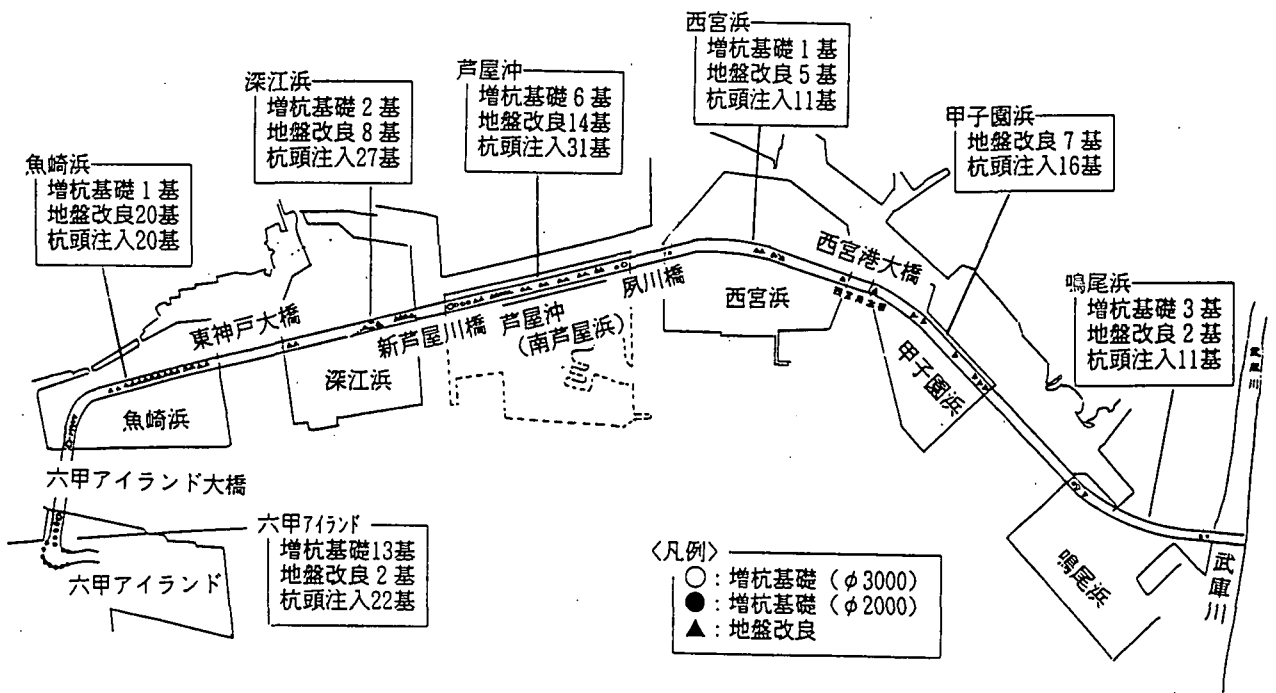 西宮浜
増杭基礎1基
地盤改良5基
杭頭注入11基
芦屋沖
増杭基礎6基
地盤改良14基
杭頭注入31基
深江浜
増杭基礎2基
地盤改良8基
杭頭注入27基
甲子園浜
地盤改良7基
杭頭注入16基
魚崎浜
増杭基礎1基
地盤改良20基
杭頭注入20基
鳴尾浜
増杭基礎3基
地盤改良2基
杭頭注入11基
西宮港大橋
夙川橋
西宮浜
東神戸大橋
新芦屋川橋
芦屋沖
(南芦屋浜)
深江浜
甲子園浜
魚崎浜
武庫川
六甲アイランド大橋
六甲アイランド
増杭基礎13基
地盤改良2基
杭頭注入22基
六甲アイランド
鳴尾浜
武庫川
〈凡例〉
○:増杭基礎(φ3000)
●:増杭基礎(φ2000)
▲:地盤改良